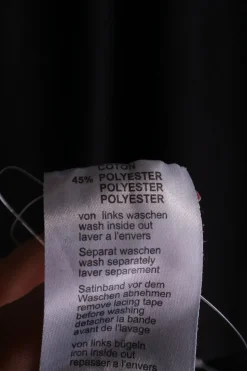 COTON
45% POLYESTER
POLYESTER
POLYESTER
von links waschen
wash inside out
laver a l'envers
Separat waschen
wash separately
laver separement
Satinband vor dem
Waschen abnehmen
remove lacing tape
before washing
detacher la bande
avant de l'lavage
von links bügeln
iron inside out
repasser a l'envers